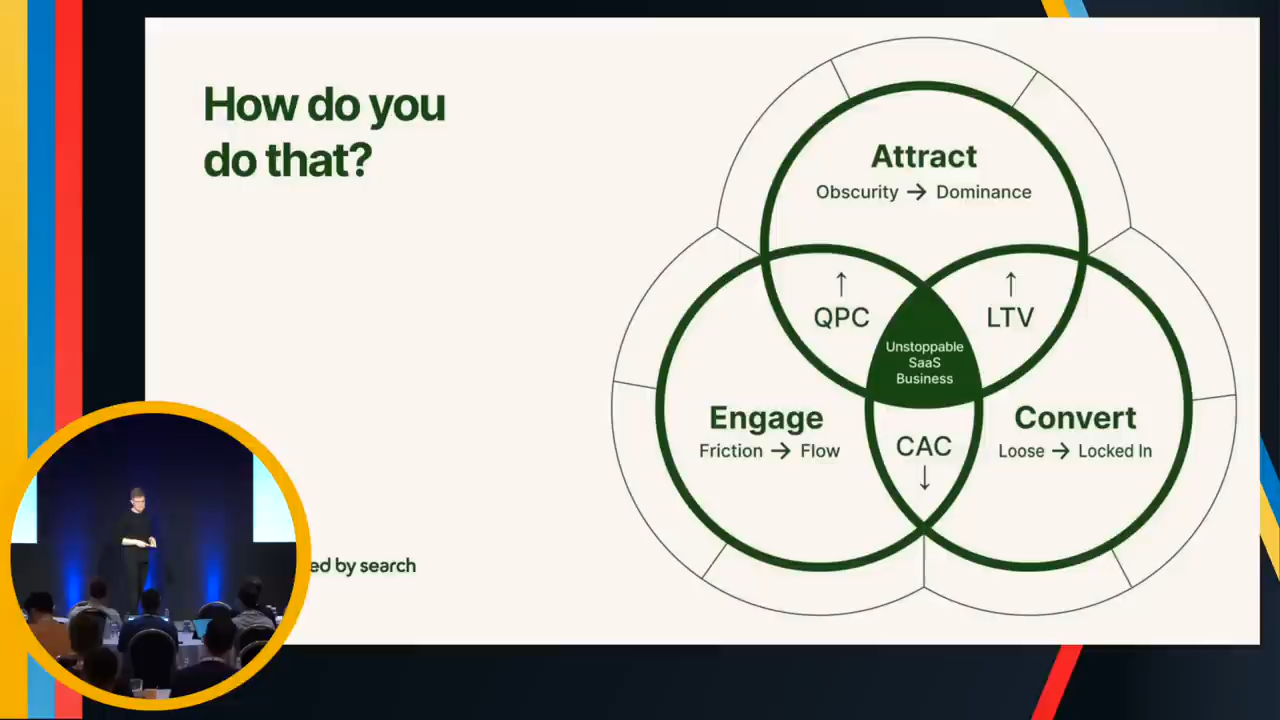 How do you
do that?
Attract
Obscurity → Dominance
↑
QPC
↑
LTV
Unstoppable
SaaS
Business
Engage
Friction → Flow
Convert
Loose → Locked In
CAC
↓
ed by search